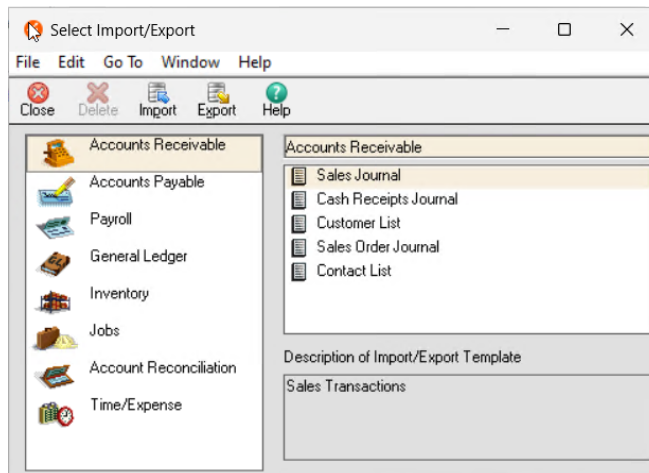 Select Import/Export
File Edit Go To Window Help
Close Delete Import Export Help
Accounts Receivable
Accounts Payable
Payroll
General Ledger
Inventory
Jobs
Account Reconciliation
Time/Expense
Accounts Receivable
Sales Journal
Cash Receipts Journal
Customer List
Sales Order Journal
Contact List
Description of Import/Export Template
Sales Transactions